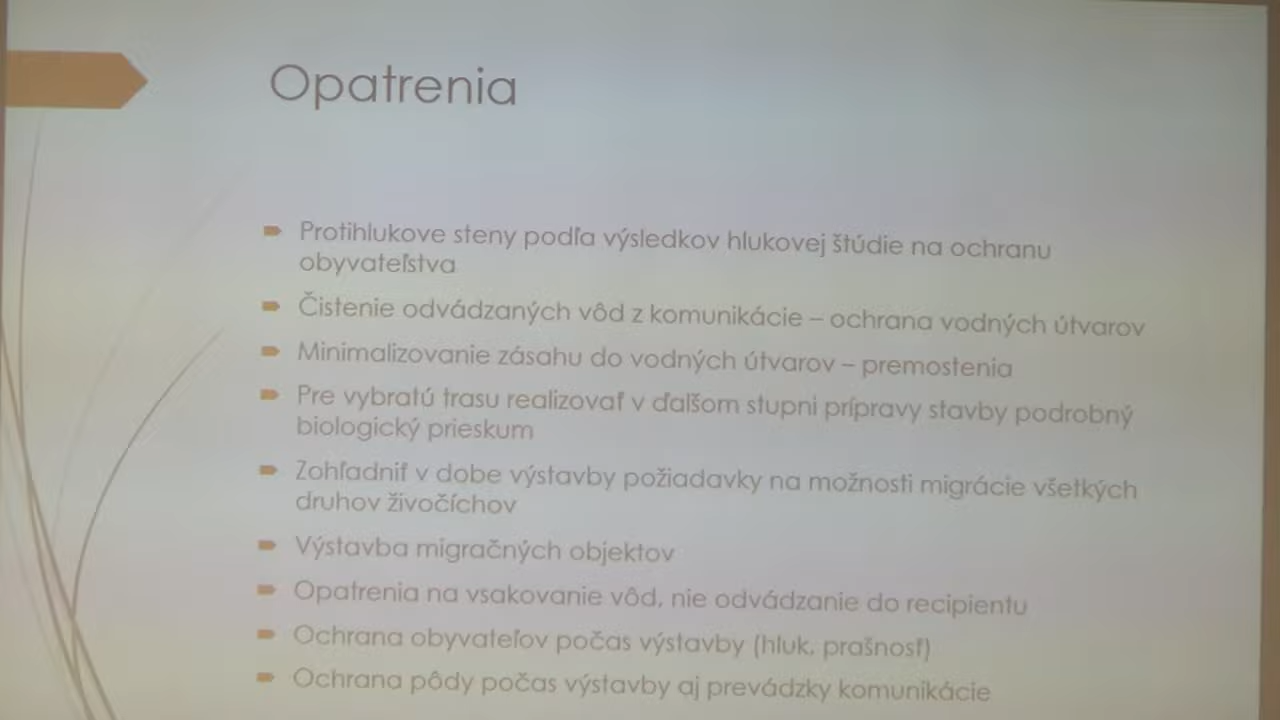 Opatrenia
Protihlukove steny podľa výsledkov hlukovej štúdie na ochranu
obyvateľstva
Čistenie odvádzaných vôd z komunikácie – ochrana vodných útvarov
Minimalizovanie zásahu do vodných útvarov – premostenia
Pre vybratú trasu realizovať v ďalšom stupni prípravy stavby podrobný
biologický prieskum
Zohľadniť v dobe výstavby požiadavky na možnosti migrácie všetkých
druhov živočíchov
Výstavba migračných objektov
Opatrenia na vsakovanie vôd, nie odvádzanie do recipientu
Ochrana obyvateľov počas výstavby (hluk, prašnosť)
Ochrana pôdy počas výstavby aj prevádzky komunikácie